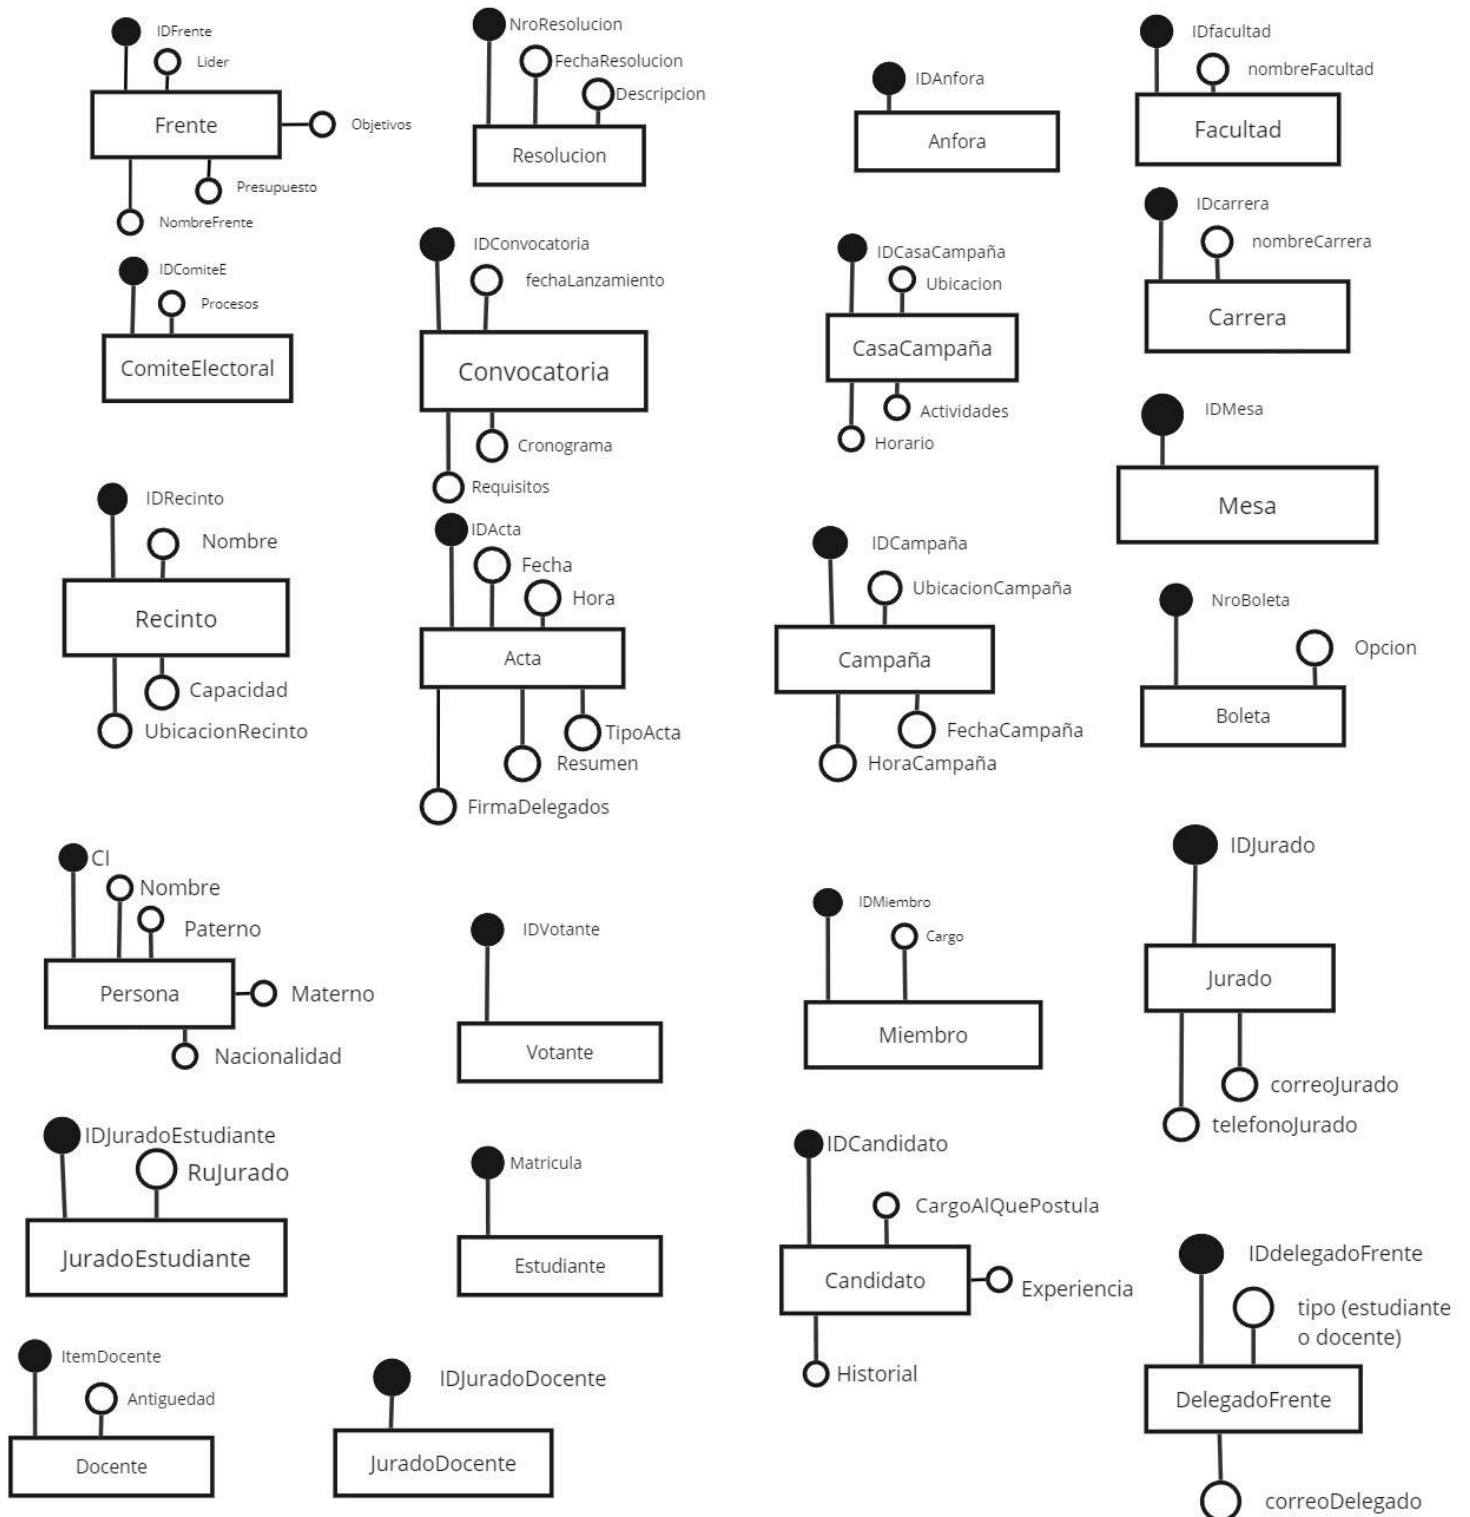 IDFrente
Lider
Frente
Objetivos
Presupuesto
NombreFrente
NroResolucion
FechaResolucion
Descripcion
Resolucion
IDAnfora
Anfora
IDfacultad
nombreFacultad
Facultad
IDComiteE
Procesos
ComiteElectoral
IDConvocatoria
fechaLanzamiento
Convocatoria
Cronograma
Requisitos
IDCasaCampaña
Ubicacion
CasaCampaña
Actividades
Horario
IDcarrera
nombreCarrera
Carrera
IDMesa
Mesa
IDRecinto
Nombre
Recinto
Capacidad
UbicacionRecinto
IDActa
Fecha
Hora
Acta
TipoActa
Resumen
FirmaDelegados
IDCampaña
UbicacionCampaña
Campaña
FechaCampaña
HoraCampaña
NroBoleta
Opcion
Boleta
CI
Nombre
Paterno
Persona
Materno
Nacionalidad
IDVotante
Votante
IDMiembro
Cargo
Miembro
IDJurado
Jurado
correoJurado
telefonoJurado
IDJuradoEstudiante
RuJurado
JuradoEstudiante
Matricula
Estudiante
IDCandidato
CargoAlQuePostula
Candidato
Experiencia
Historial
IDdelegadoFrente
tipo (estudiante
o docente)
DelegadoFrente
correoDelegado
ItemDocente
Antiguedad
Docente
IDJuradoDocente
JuradoDocente